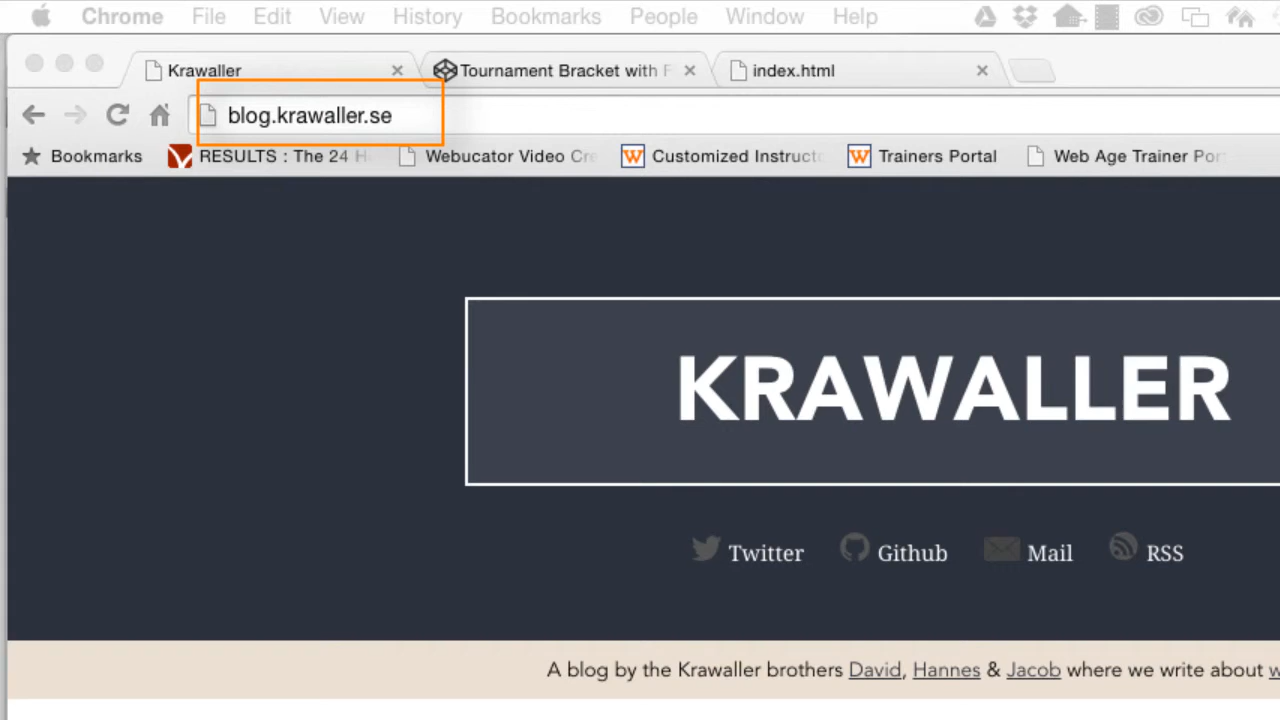 Chrome File Edit View History Bookmarks People Window Help
Krawaller Tournament Bracket with index.html
blog.krawaller.se
Bookmarks RESULTS : The 24 Webucator Video Customized Trainers Portal Web Age Trainer
KRAWALLER
Twitter Github Mail RSS
A blog by the Krawaller brothers David, Hannes & Jacob where we write about